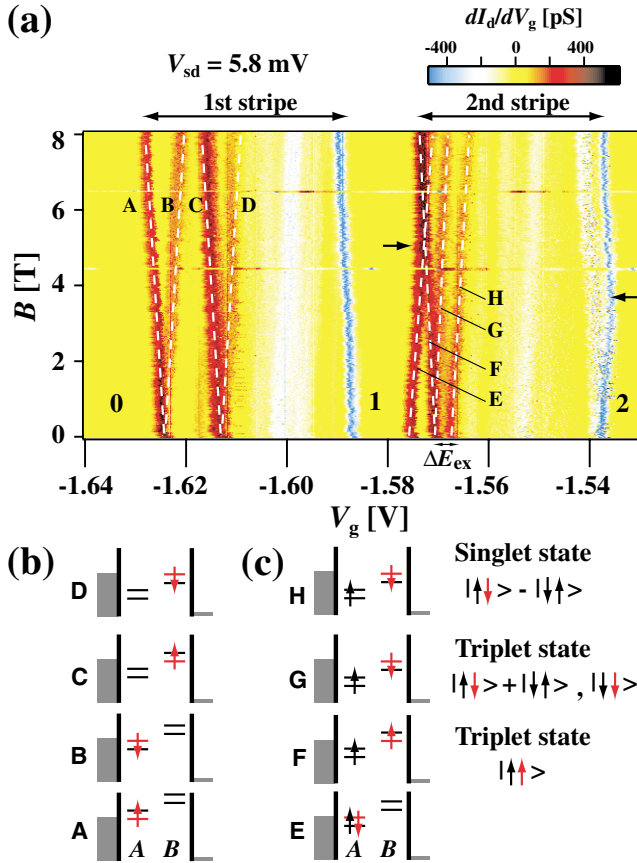 (a)
dI_d/dV_g [pS]
-400 0 400
V_sd = 5.8 mV
1st stripe 2nd stripe
8
6
4
2
0
B [T]
A B C D
H
G
F
E
0 1 2
ΔE_ex
-1.64 -1.62 -1.60 -1.58 -1.56 -1.54
V_g [V]
(b) (c)
D
C
B
A
A B
H
G
F
E
A B
Singlet state
|↑↓> - |↓↑>
Triplet state
|↑↓> + |↓↑> , |↓↓>
Triplet state
|↑↑>